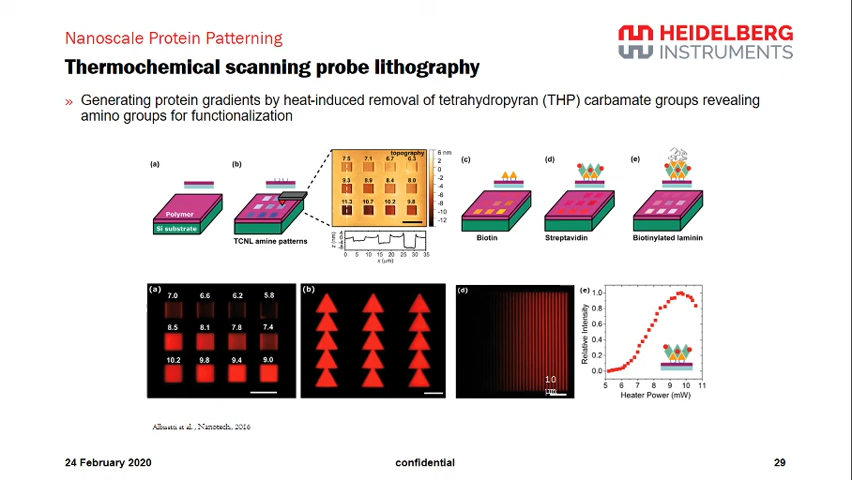 Nanoscale Protein Patterning
HEIDELBERG
INSTRUMENTS
Thermochemical scanning probe lithography
» Generating protein gradients by heat-induced removal of tetrahydropyran (THP) carbamate groups revealing
amino groups for functionalization
(a)
Polymer
Si substrate
(b)
TCNL amine patterns
topography
7.5 7.1 6.7 6.3
9.3 8.9 8.4 8.0
11.3 10.7 10.2 9.8
6 nm
4
2
0
-2
-4
-6
-8
-10
-12
z (nm)
0 5 10 15 20 25 30 35
x (µm)
(c)
Biotin
(d)
Streptavidin
(e)
Biotinylated laminin
(a)
7.0 6.6 6.2 5.8
8.5 8.1 7.8 7.4
10.2 9.8 9.4 9.0
(b)
(d)
10
µm
(e)
Relative Intensity
1.0
0.8
0.6
0.4
0.2
0.0
5 6 7 8 9 10 11
Heater Power (mW)
24 February 2020
confidential
29